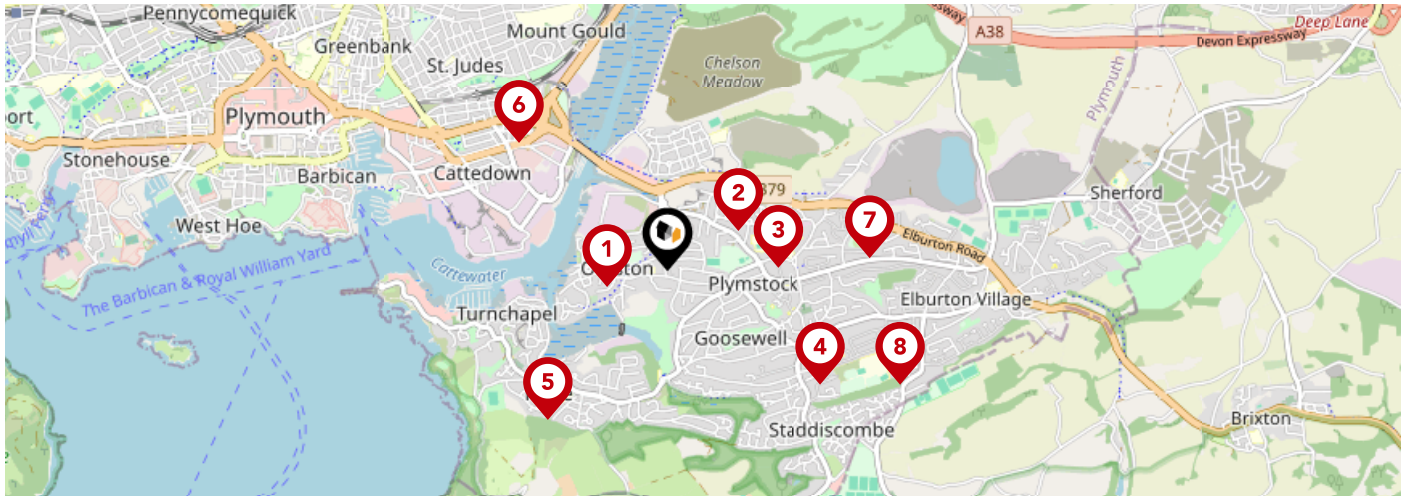 Pennycomequick
Deep Lane
Mount Gould
A38
Devon Expressway
Greenbank
St. Judes
Chelson
Meadow
6
Plymouth
Plymouth
Stonehouse
Barbican
Cattedown
2
379
Sherford
West Hoe
3
7
1
Elburton Road
The Barbican & Royal William Yard
Cattewater
Plymstock
Elburton Village
Turnchapel
Goosewell
4
8
5
Brixton
Staddiscombe